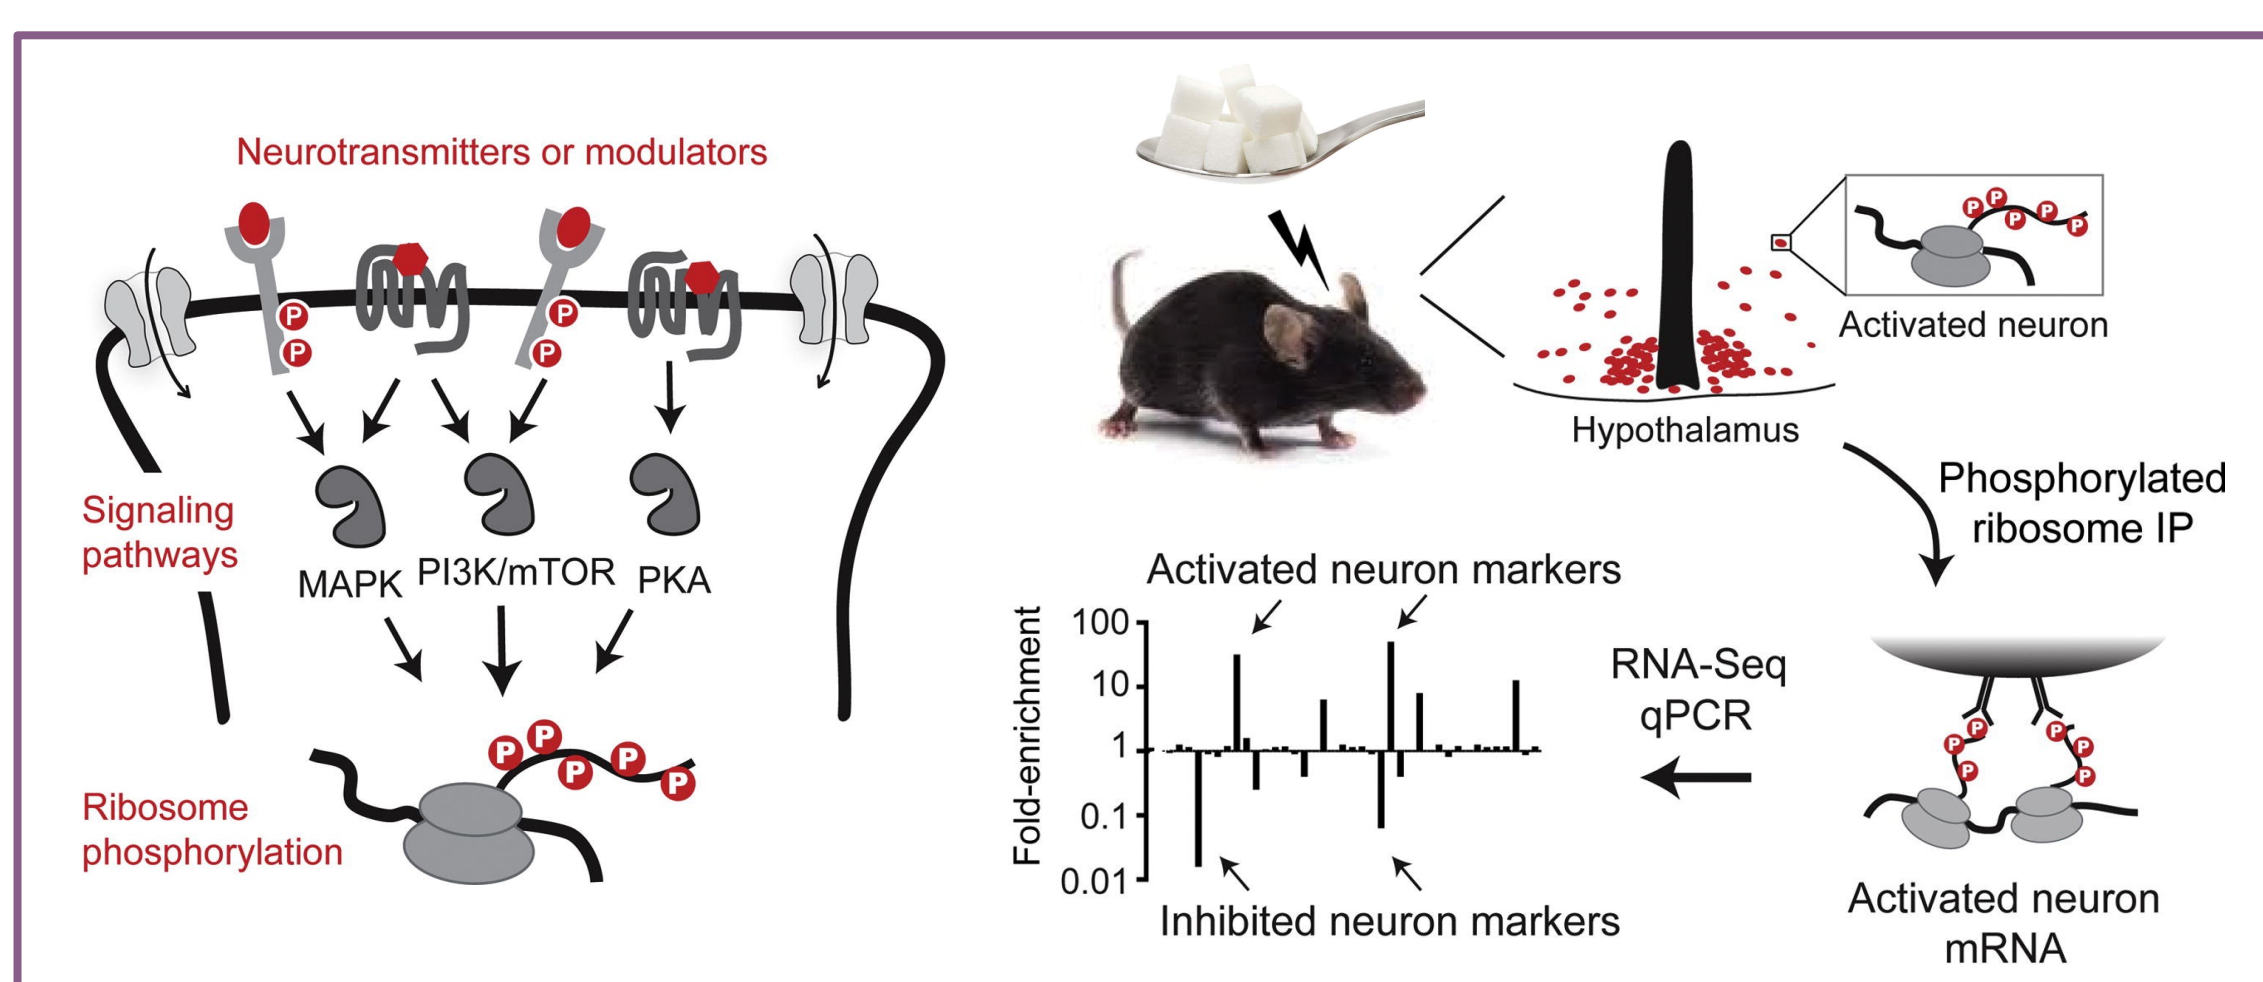 Neurotransmitters or modulators
P
P
P
P
Signaling
pathways
MAPK
PI3K/mTOR
PKA
Ribosome
phosphorylation
P
P
P
P
P
P
P
P
P
P
Activated neuron
Hypothalamus
Phosphorylated
ribosome IP
P
P
P
P
P
P
Activated neuron
mRNA
RNA-Seq
qPCR
Activated neuron markers
Fold-enrichment
100
10
1
0.1
0.01
Inhibited neuron markers